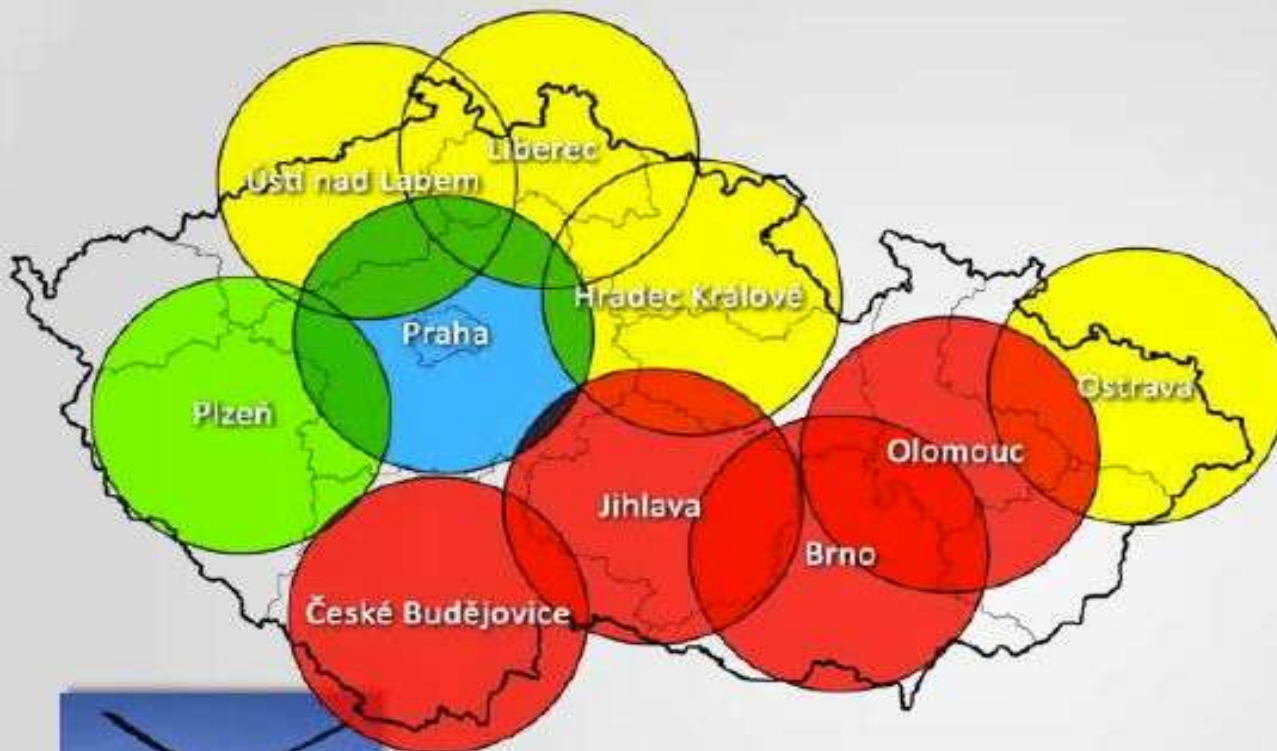 Liberec
Ústí nad Labem
Hradec Králové
Praha
Ostrava
Plzeň
Olomouc
Jihlava
Brno
České Budějovice